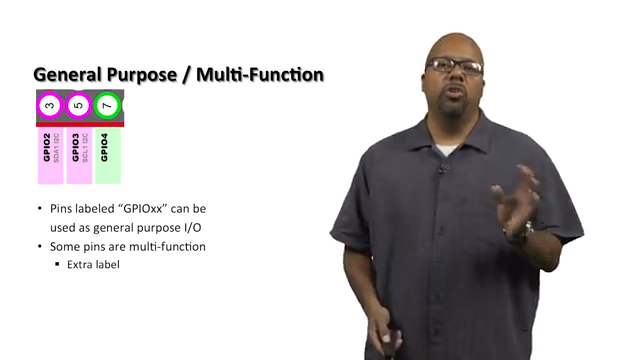 General Purpose / Multi-Function
3 5 7
GPIO2 SDA1 I2C GPIO3 SCL1 I2C GPIO4
• Pins labeled “GPIOxx” can be
used as general purpose I/O
• Some pins are multi-function
▪ Extra label